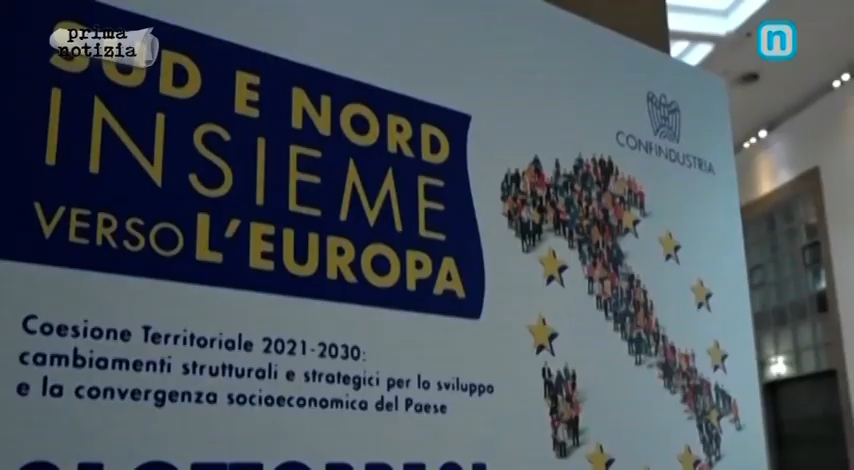 prima
notizia
n
SUD E NORD
INSIEME
VERSO L'EUROPA
CONFINDUSTRIA
Coesione Territoriale 2021-2030:
cambiamenti strutturali e strategici per lo sviluppo
e la convergenza socioeconomica del Paese